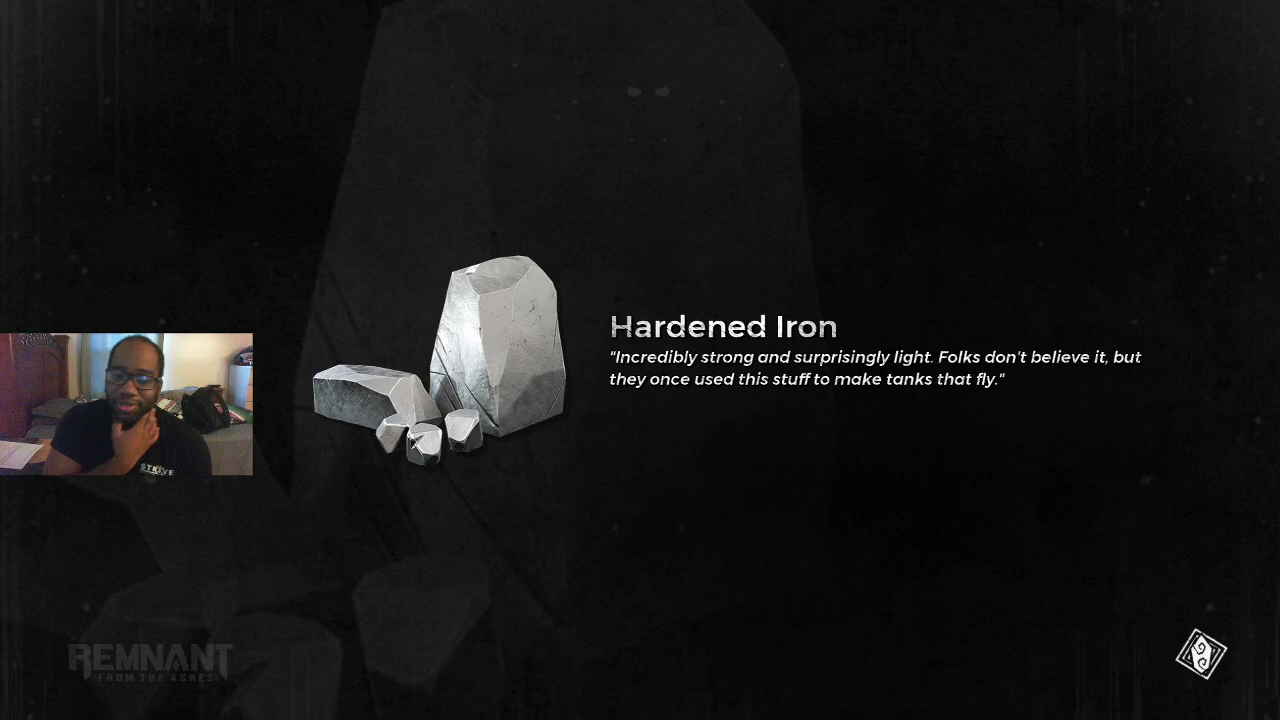 Hardened Iron
"Incredibly strong and surprisingly light. Folks don't believe it, but
they once used this stuff to make tanks that fly."
STRIVE
REMNANT
FROM THE ASHES